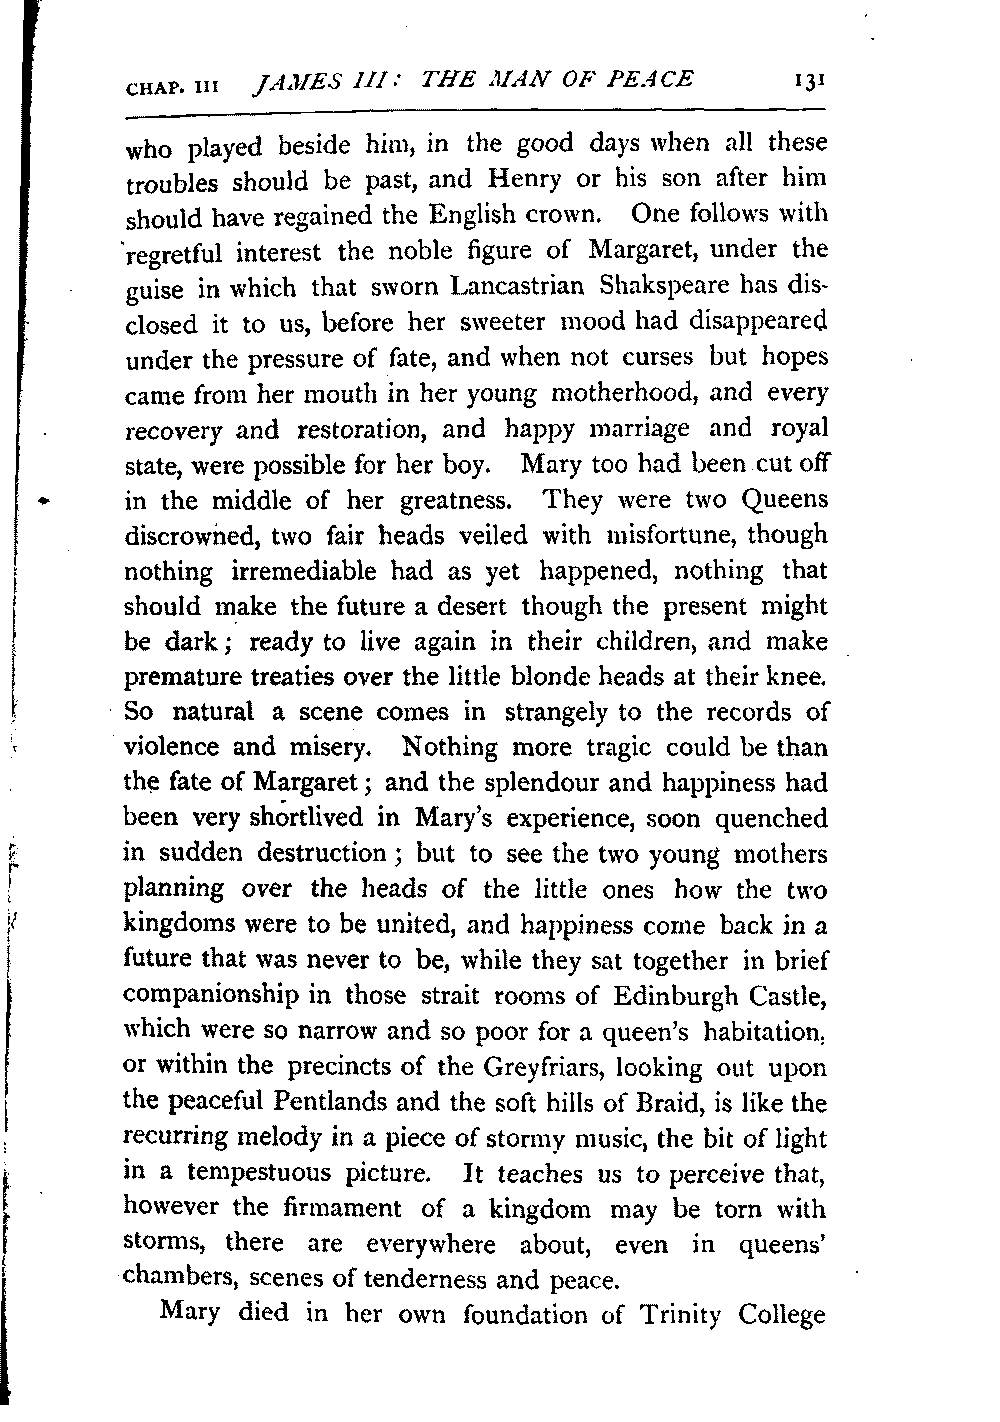 CHAP. III JAMES III: THE MAN OF PEACE 131
who played beside him, in the good days when all these
troubles should be past, and Henry or his son after him
should have regained the English crown. One follows with
regretful interest the noble figure of Margaret, under the
guise in which that sworn Lancastrian Shakspeare has dis-
closed it to us, before her sweeter mood had disappeared
under the pressure of fate, and when not curses but hopes
came from her mouth in her young motherhood, and every
recovery and restoration, and happy marriage and royal
state, were possible for her boy. Mary too had been cut off
in the middle of her greatness. They were two Queens
discrowned, two fair heads veiled with misfortune, though
nothing irremediable had as yet happened, nothing that
should make the future a desert though the present might
be dark; ready to live again in their children, and make
premature treaties over the little blonde heads at their knee.
So natural a scene comes in strangely to the records of
violence and misery. Nothing more tragic could be than
the fate of Margaret; and the splendour and happiness had
been very shortlived in Mary's experience, soon quenched
in sudden destruction; but to see the two young mothers
planning over the heads of the little ones how the two
kingdoms were to be united, and happiness come back in a
future that was never to be, while they sat together in brief
companionship in those strait rooms of Edinburgh Castle,
which were so narrow and so poor for a queen's habitation,
or within the precincts of the Greyfriars, looking out upon
the peaceful Pentlands and the soft hills of Braid, is like the
recurring melody in a piece of stormy music, the bit of light
in a tempestuous picture. It teaches us to perceive that,
however the firmament of a kingdom may be torn with
storms, there are everywhere about, even in queens'
chambers, scenes of tenderness and peace.
Mary died in her own foundation of Trinity College